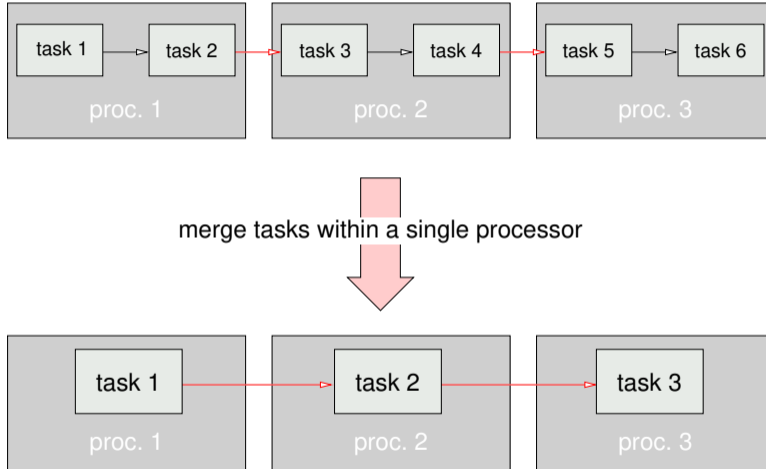 task 1 task 2 task 3 task 4 task 5 task 6
proc. 1 proc. 2 proc. 3
merge tasks within a single processor
task 1 task 2 task 3
proc. 1 proc. 2 proc. 3